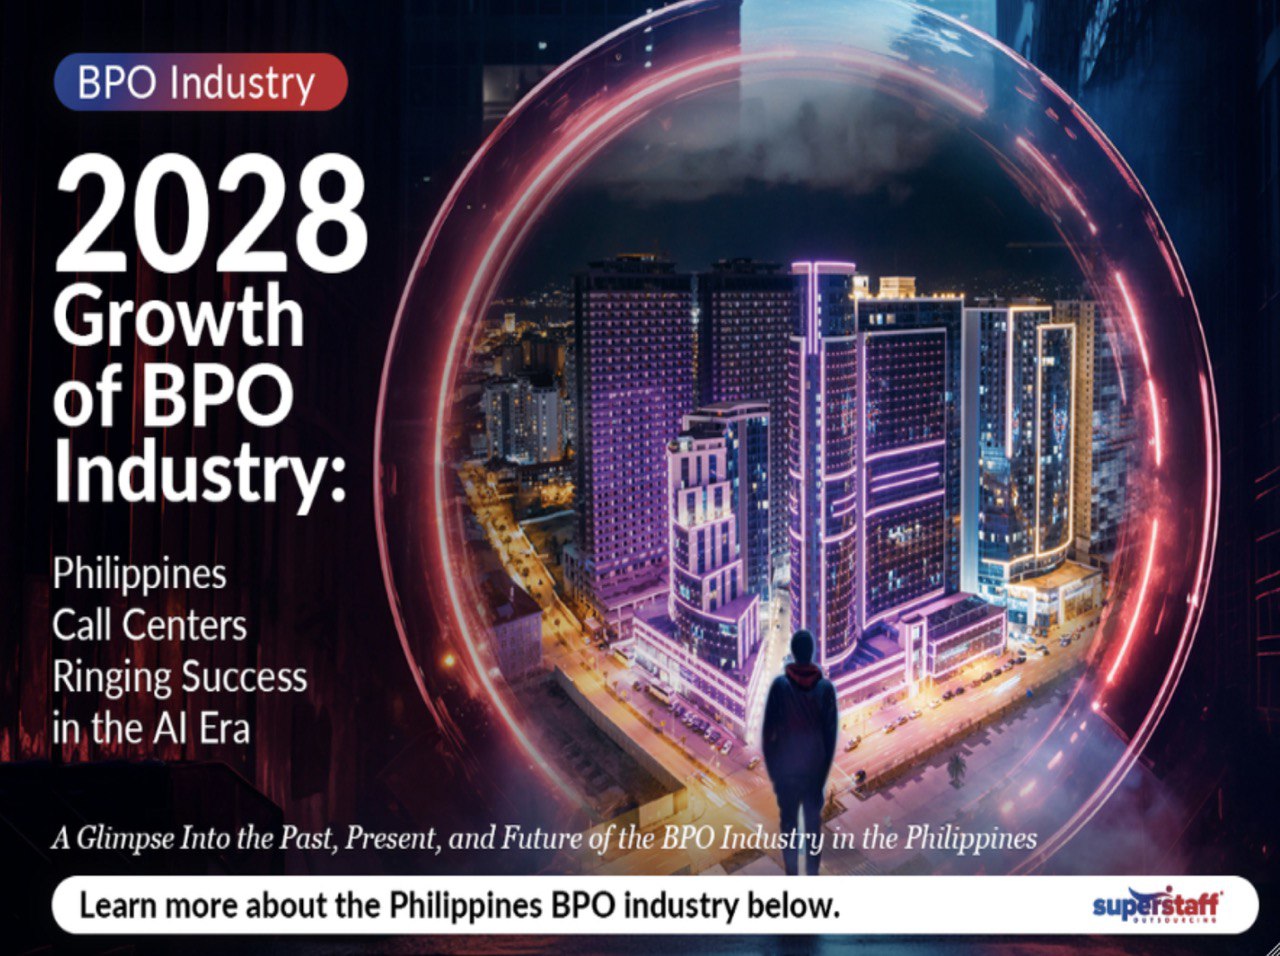 BPO Industry
2028
Growth
of BPO
Industry:
Philippines
Call Centers
Ringing Success
in the AI Era
A Glimpse Into the Past, Present, and Future of the BPO Industry in the Philippines
Learn more about the Philippines BPO industry below.
superstaff
OUTSOURCING